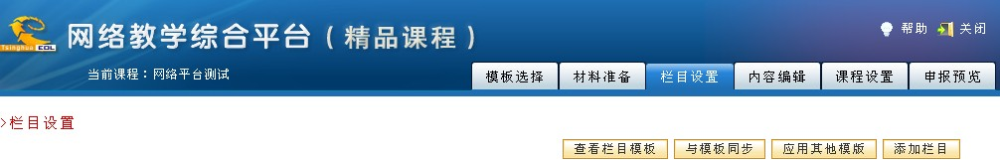 网络教学综合平台（精品课程）
帮助 关闭
Tsinghua EOL
当前课程：网络平台测试
模板选择 材料准备 栏目设置 内容编辑 课程设置 申报预览
>栏目设置
查看栏目模板 与模板同步 应用其他模版 添加栏目